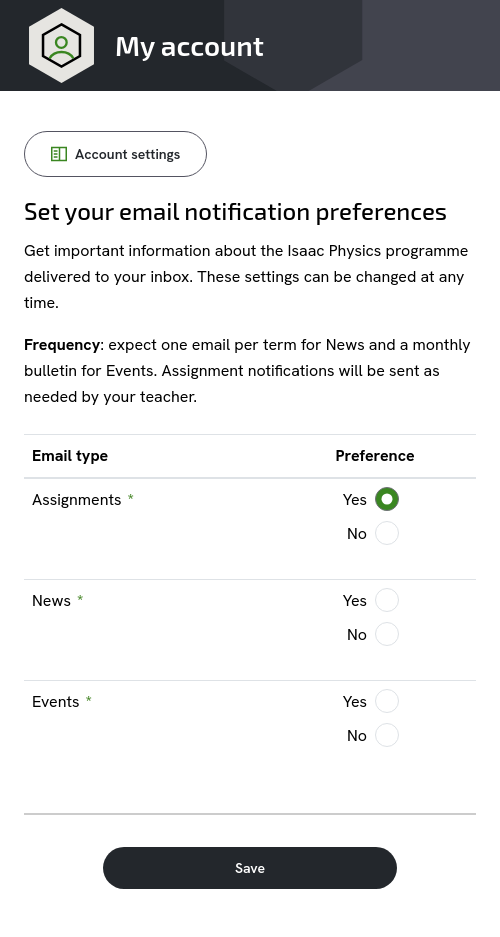 My account
Account settings
Set your email notification preferences
Get important information about the Isaac Physics programme
delivered to your inbox. These settings can be changed at any
time.
Frequency: expect one email per term for News and a monthly
bulletin for Events. Assignment notifications will be sent as
needed by your teacher.
Email type Preference
Assignments * Yes
No
News * Yes
No
Events * Yes
No
Save